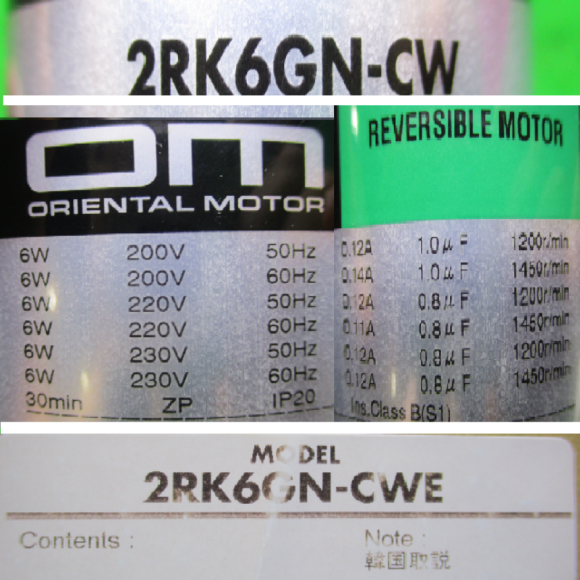 2RK6GN-CW
OM
ORIENTAL MOTOR
6W 200V 50Hz
6W 200V 60Hz
6W 220V 50Hz
6W 220V 60Hz
6W 230V 50Hz
6W 230V 60Hz
30min ZP IP20
REVERSIBLE MOTOR
0.12A 1.0μF 1200r/min
0.14A 1.0μF 1450r/min
0.12A 0.8μF 1200r/min
0.11A 0.8μF 1450r/min
0.12A 0.8μF 1200r/min
0.12A 0.8μF 1450r/min
Ins.Class B(S1)
MODEL
2RK6GN-CWE
Contents :
Note :
韓国取説